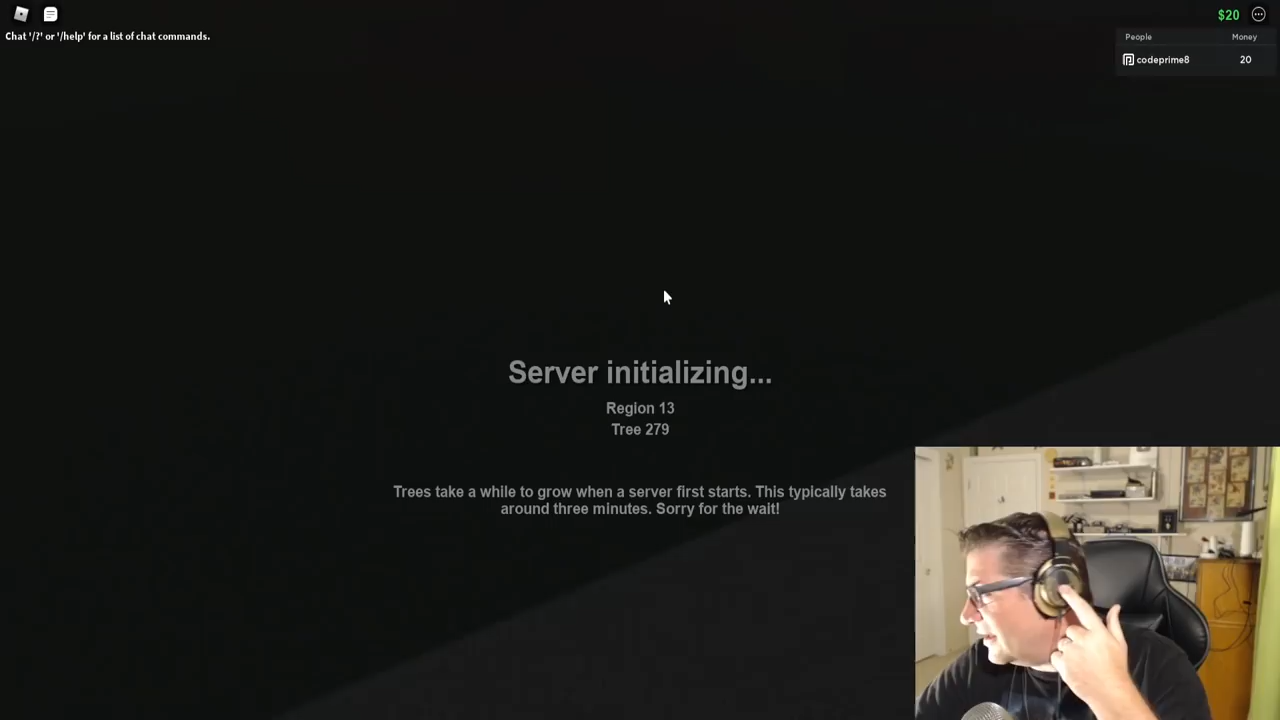 $20
Chat '/?' or '/help' for a list of chat commands.
People Money
codeprime8 20
Server initializing...
Region 13
Tree 279
Trees take a while to grow when a server first starts. This typically takes
around three minutes. Sorry for the wait!